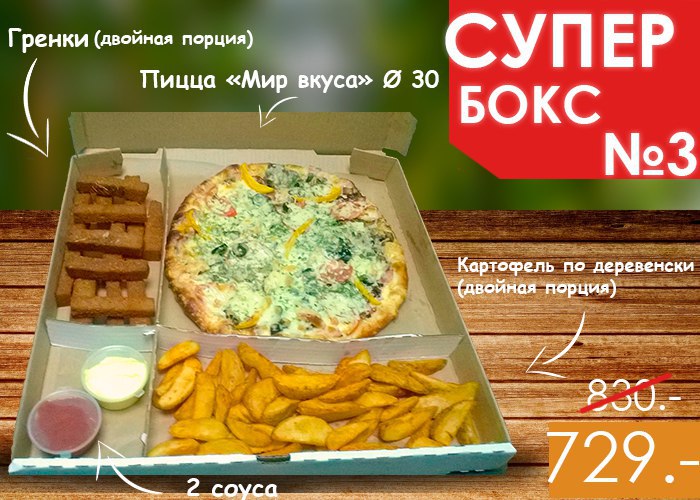 СУПЕР
БОКС
№3
Гренки (двойная порция)
Пицца «Мир вкуса» Ø 30
Картофель по деревенски
(двойная порция)
830.-
729.-
2 соуса